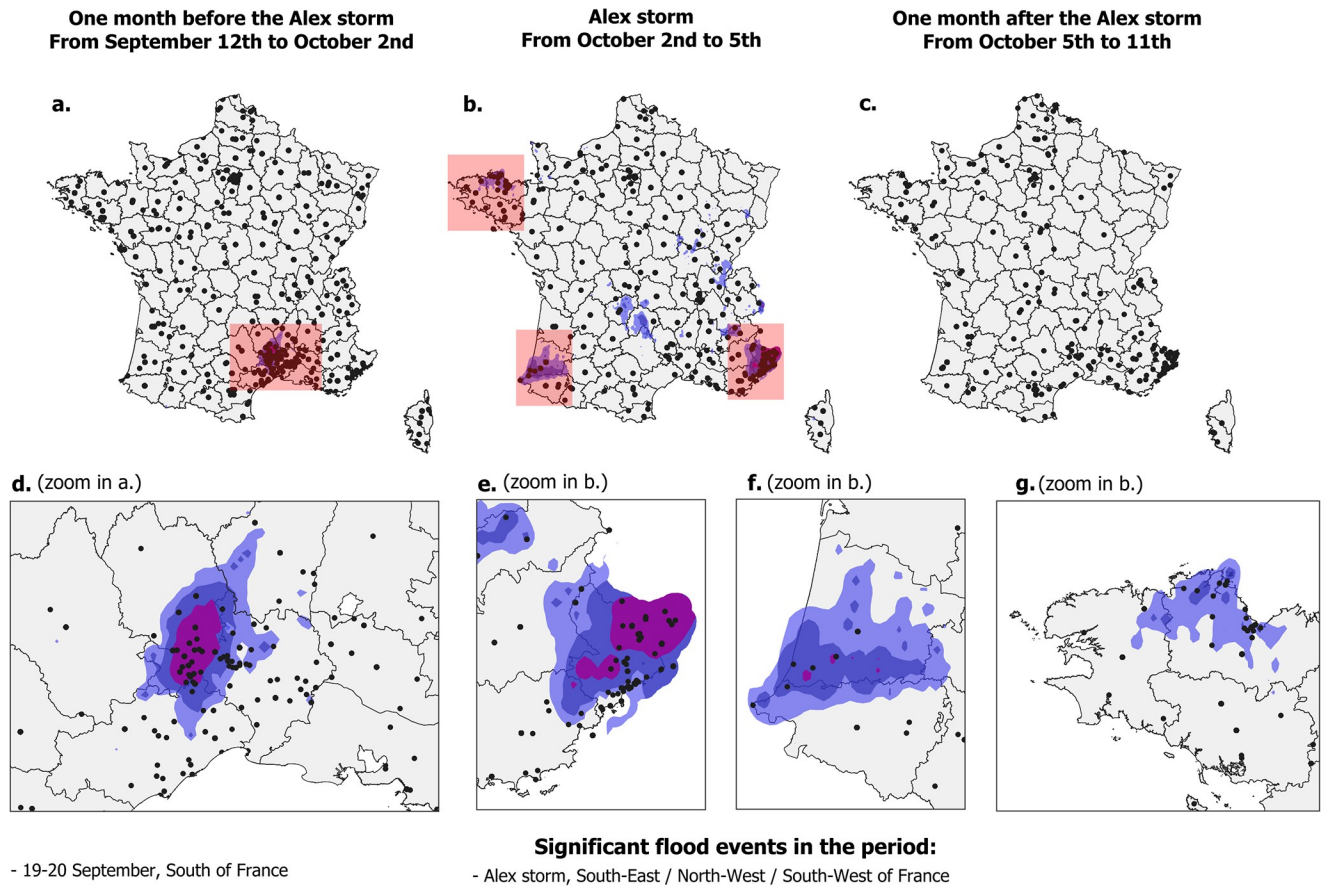 One month before the Alex storm
From September 12th to October 2nd
Alex storm
From October 2nd to 5th
One month after the Alex storm
From October 5th to 11th
a.
b.
c.
d. (zoom in a.)
e. (zoom in b.)
f. (zoom in b.)
g. (zoom in b.)
Significant flood events in the period:
- 19-20 September, South of France
- Alex storm, South-East / North-West / South-West of France